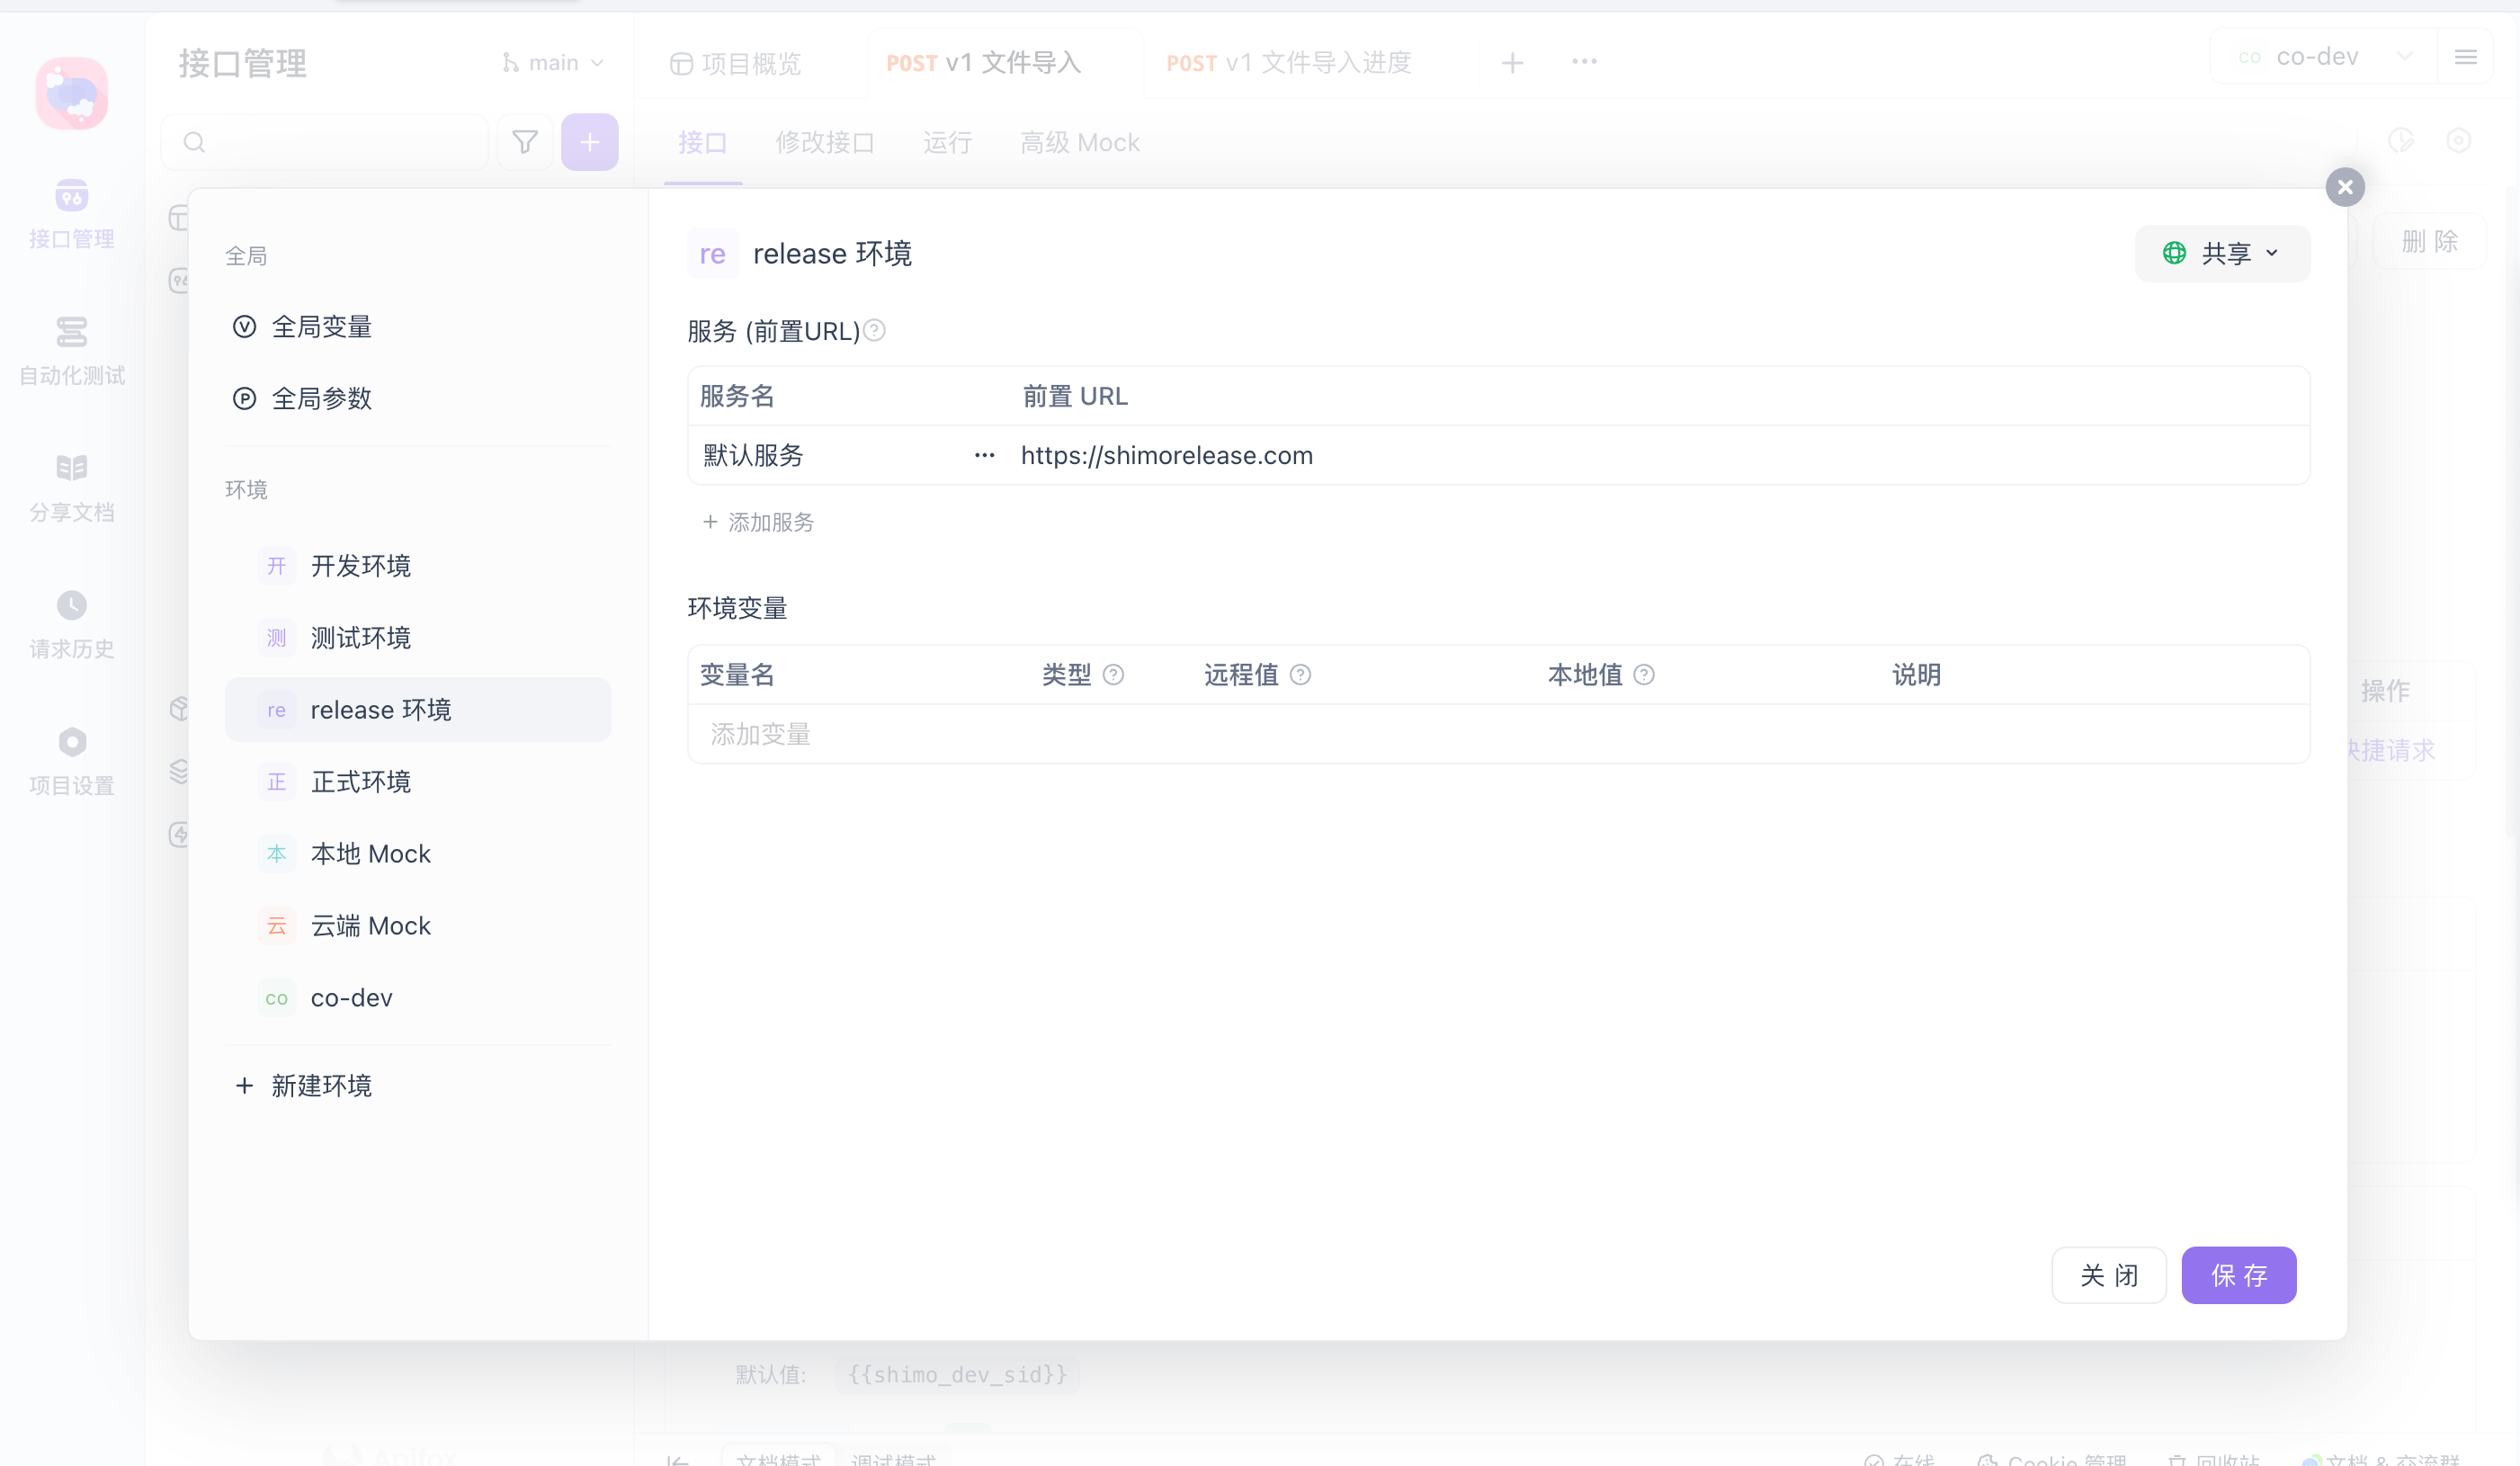 接口管理
main
项目概览
POST v1 文件导入
POST v1 文件导入进度
co co-dev
接口
修改接口
运行
高级 Mock
接口管理
自动化测试
分享文档
请求历史
项目设置
删 除
全局
全局变量
全局参数
环境
开 开发环境
测 测试环境
re release 环境
正 正式环境
本 本地 Mock
云 云端 Mock
co co-dev
新建环境
re release 环境
共享
服务 (前置URL)
服务名 前置 URL
默认服务 ··· https://shimorelease.com
+ 添加服务
环境变量
变量名 类型 远程值 本地值 说明
添加变量
操作
快捷请求
关 闭
保 存
默认值: {{shimo_dev_sid}}
Apifox
文档模式
调试模式
在线
Cookie 管理
回收站
文档 & 交流群